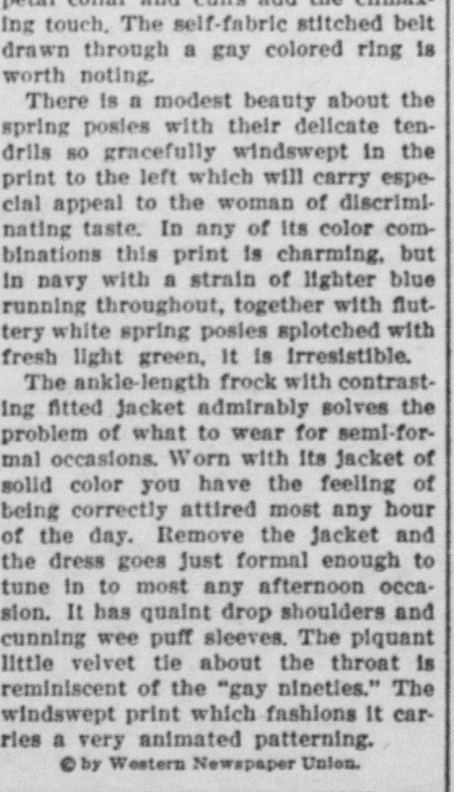 petal collar and cuffs add the climax-
ing touch. The self-fabric stitched belt
drawn through a gay colored ring is
worth noting.
There is a modest beauty about the
spring posies with their delicate ten-
drils so gracefully windswept in the
print to the left which will carry espe-
cial appeal to the woman of discrimi-
nating taste. In any of its color com-
binations this print is charming, but
in navy with a strain of lighter blue
running throughout, together with flut-
tery white spring posies splotched with
fresh light green, it is irresistible.
The ankle-length frock with contrast-
ing fitted jacket admirably solves the
problem of what to wear for semi-for-
mal occasions. Worn with its jacket of
solid color you have the feeling of
being correctly attired most any hour
of the day. Remove the jacket and
the dress goes just formal enough to
tune in to most any afternoon occa-
sion. It has quaint drop shoulders and
cunning wee puff sleeves. The piquant
little velvet tie about the throat is
reminiscent of the "gay nineties." The
windswept print which fashions it car-
ries a very animated patterning.
© by Western Newspaper Union.